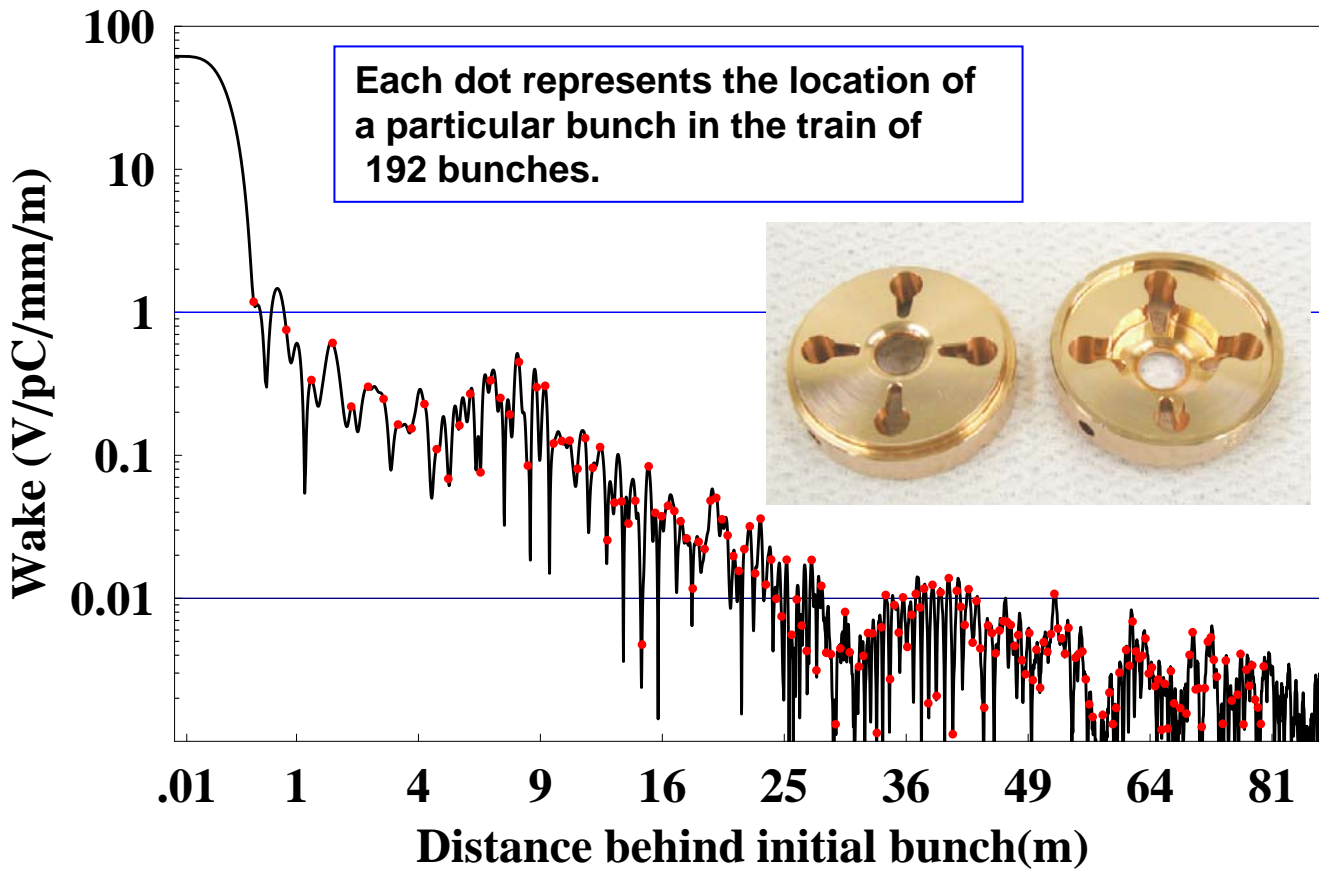 100
Each dot represents the location of
a particular bunch in the train of
192 bunches.
10
1
0.1
0.01
Wake (V/pC/mm/m)
.01 1 4 9 16 25 36 49 64 81
Distance behind initial bunch(m)